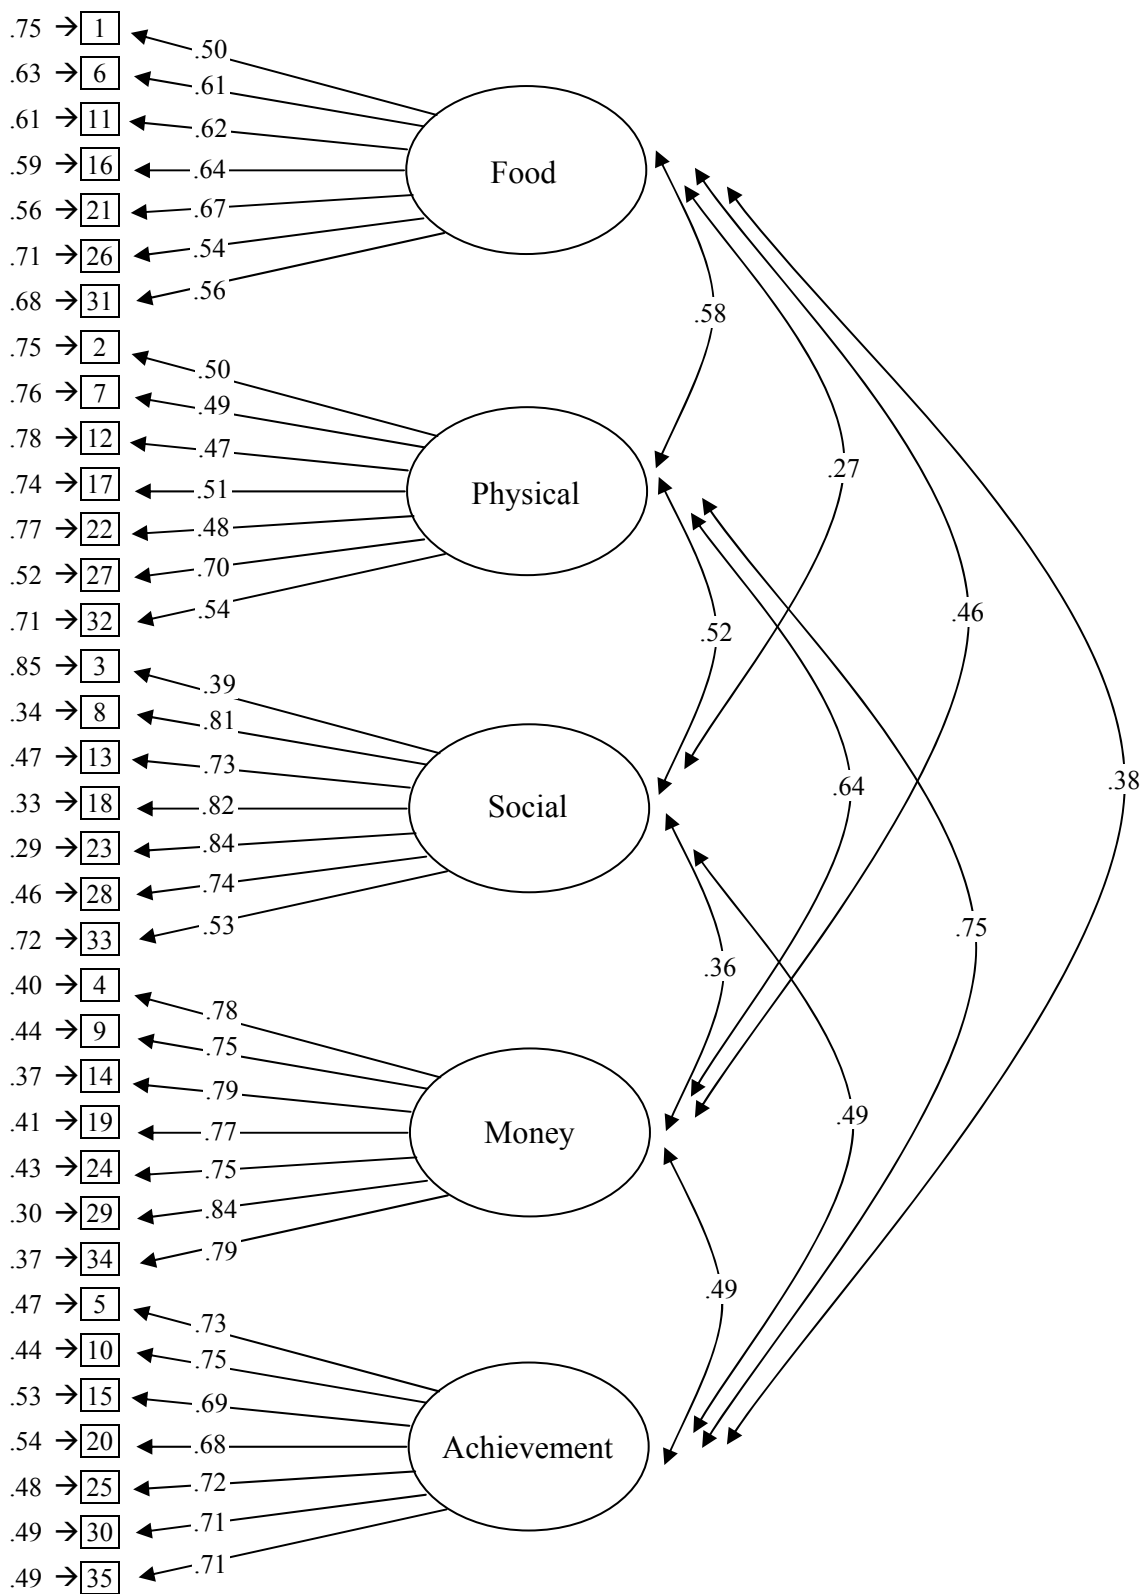 .75 → 1 .50
.63 → 6 .61
.61 → 11 .62
.59 → 16 .64
Food
.56 → 21 .67
.71 → 26 .54
.68 → 31 .56
.58
.75 → 2 .50
.76 → 7 .49
.78 → 12 .47
.27
.74 → 17 .51
Physical
.77 → 22 .48
.52 → 27 .70
.71 → 32 .54
.46
.52
.85 → 3 .39
.34 → 8 .81
.47 → 13 .73
.38
.64
.33 → 18 .82
Social
.29 → 23 .84
.46 → 28 .74
.72 → 33 .53
.75
.36
.40 → 4 .78
.44 → 9 .75
.37 → 14 .79
.49
.41 → 19 .77
Money
.43 → 24 .75
.30 → 29 .84
.37 → 34 .79
.49
.47 → 5 .73
.44 → 10 .75
.53 → 15 .69
.54 → 20 .68
Achievement
.48 → 25 .72
.49 → 30 .71
.49 → 35 .71